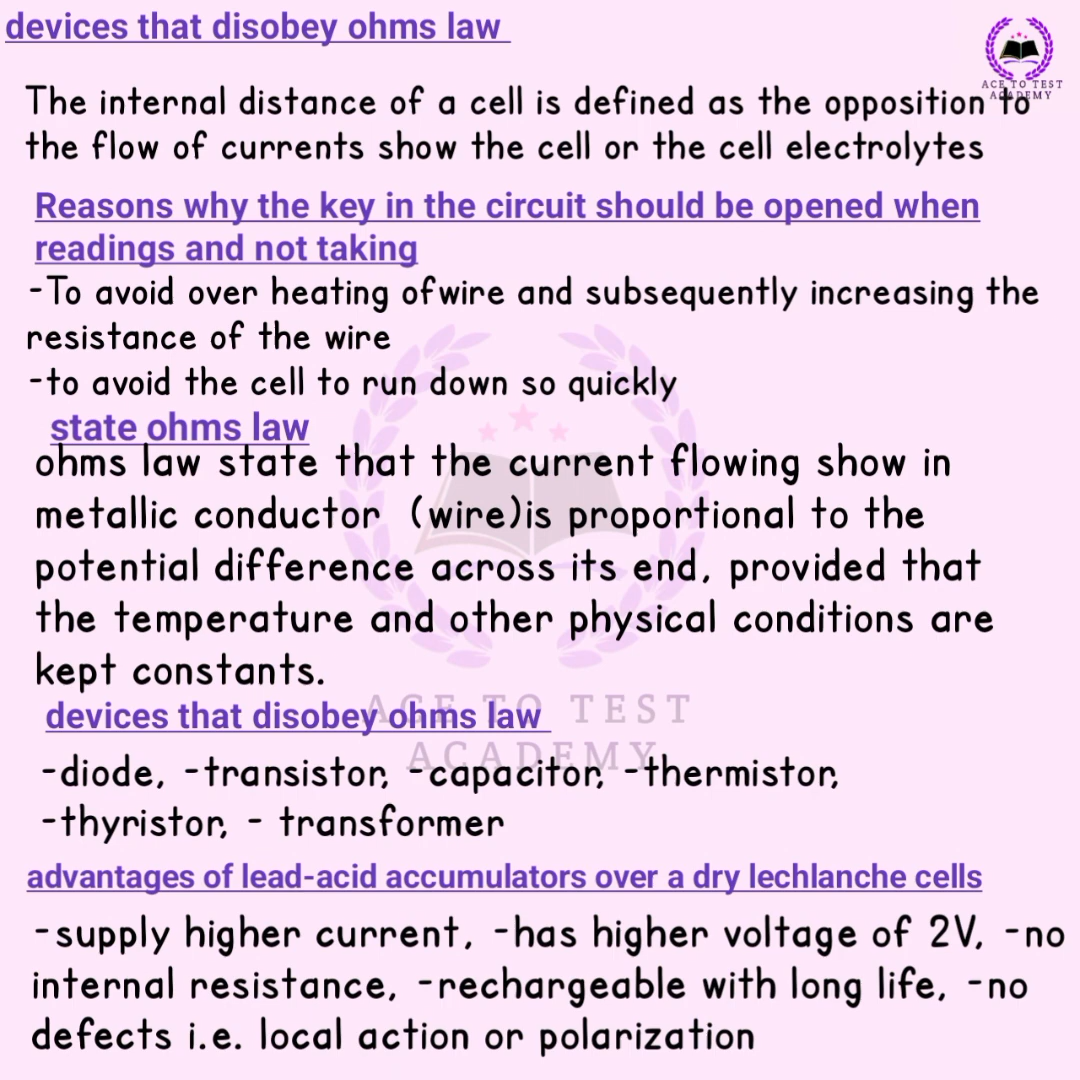 devices that disobey ohms law
ACE TO TEST
ACADEMY
The internal distance of a cell is defined as the opposition to
the flow of currents show the cell or the cell electrolytes
Reasons why the key in the circuit should be opened when
readings and not taking
-To avoid over heating ofwire and subsequently increasing the
resistance of the wire
-to avoid the cell to run down so quickly
state ohms law
ohms law state that the current flowing show in
metallic conductor (wire)is proportional to the
potential difference across its end, provided that
the temperature and other physical conditions are
kept constants.
ACE TO TEST
devices that disobey ohms law
ACADEMY
-diode, -transistor, -capacitor, -thermistor,
-thyristor, - transformer
advantages of lead-acid accumulators over a dry lechlanche cells
-supply higher current, -has higher voltage of 2V, -no
internal resistance, -rechargeable with long life, -no
defects i.e. local action or polarization